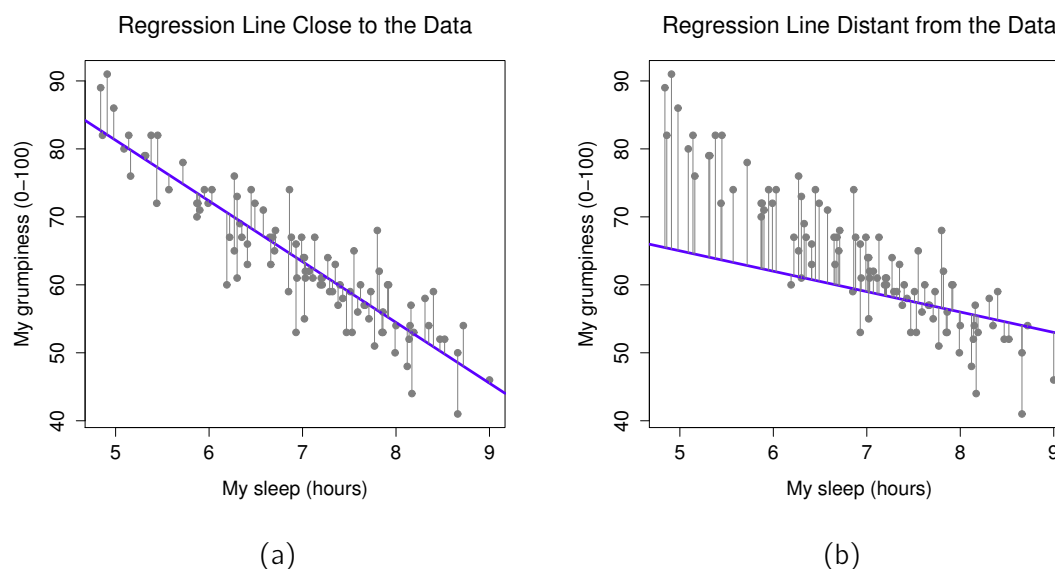 Regression Line Close to the Data
90
80
70
60
50
40
My grumpiness (0−100)
5 6 7 8 9
My sleep (hours)
(a)
Regression Line Distant from the Data
90
80
70
60
50
40
My grumpiness (0−100)
5 6 7 8 9
My sleep (hours)
(b)